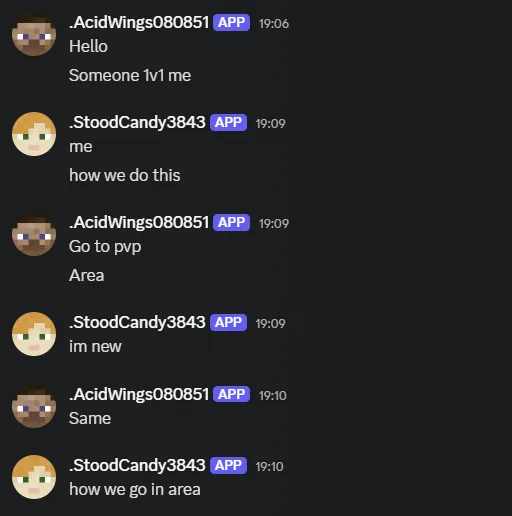 .AcidWings080851 APP 19:06
Hello
Someone 1v1 me
.StoodCandy3843 APP 19:09
me
how we do this
.AcidWings080851 APP 19:09
Go to pvp
Area
.StoodCandy3843 APP 19:09
im new
.AcidWings080851 APP 19:10
Same
.StoodCandy3843 APP 19:10
how we go in area